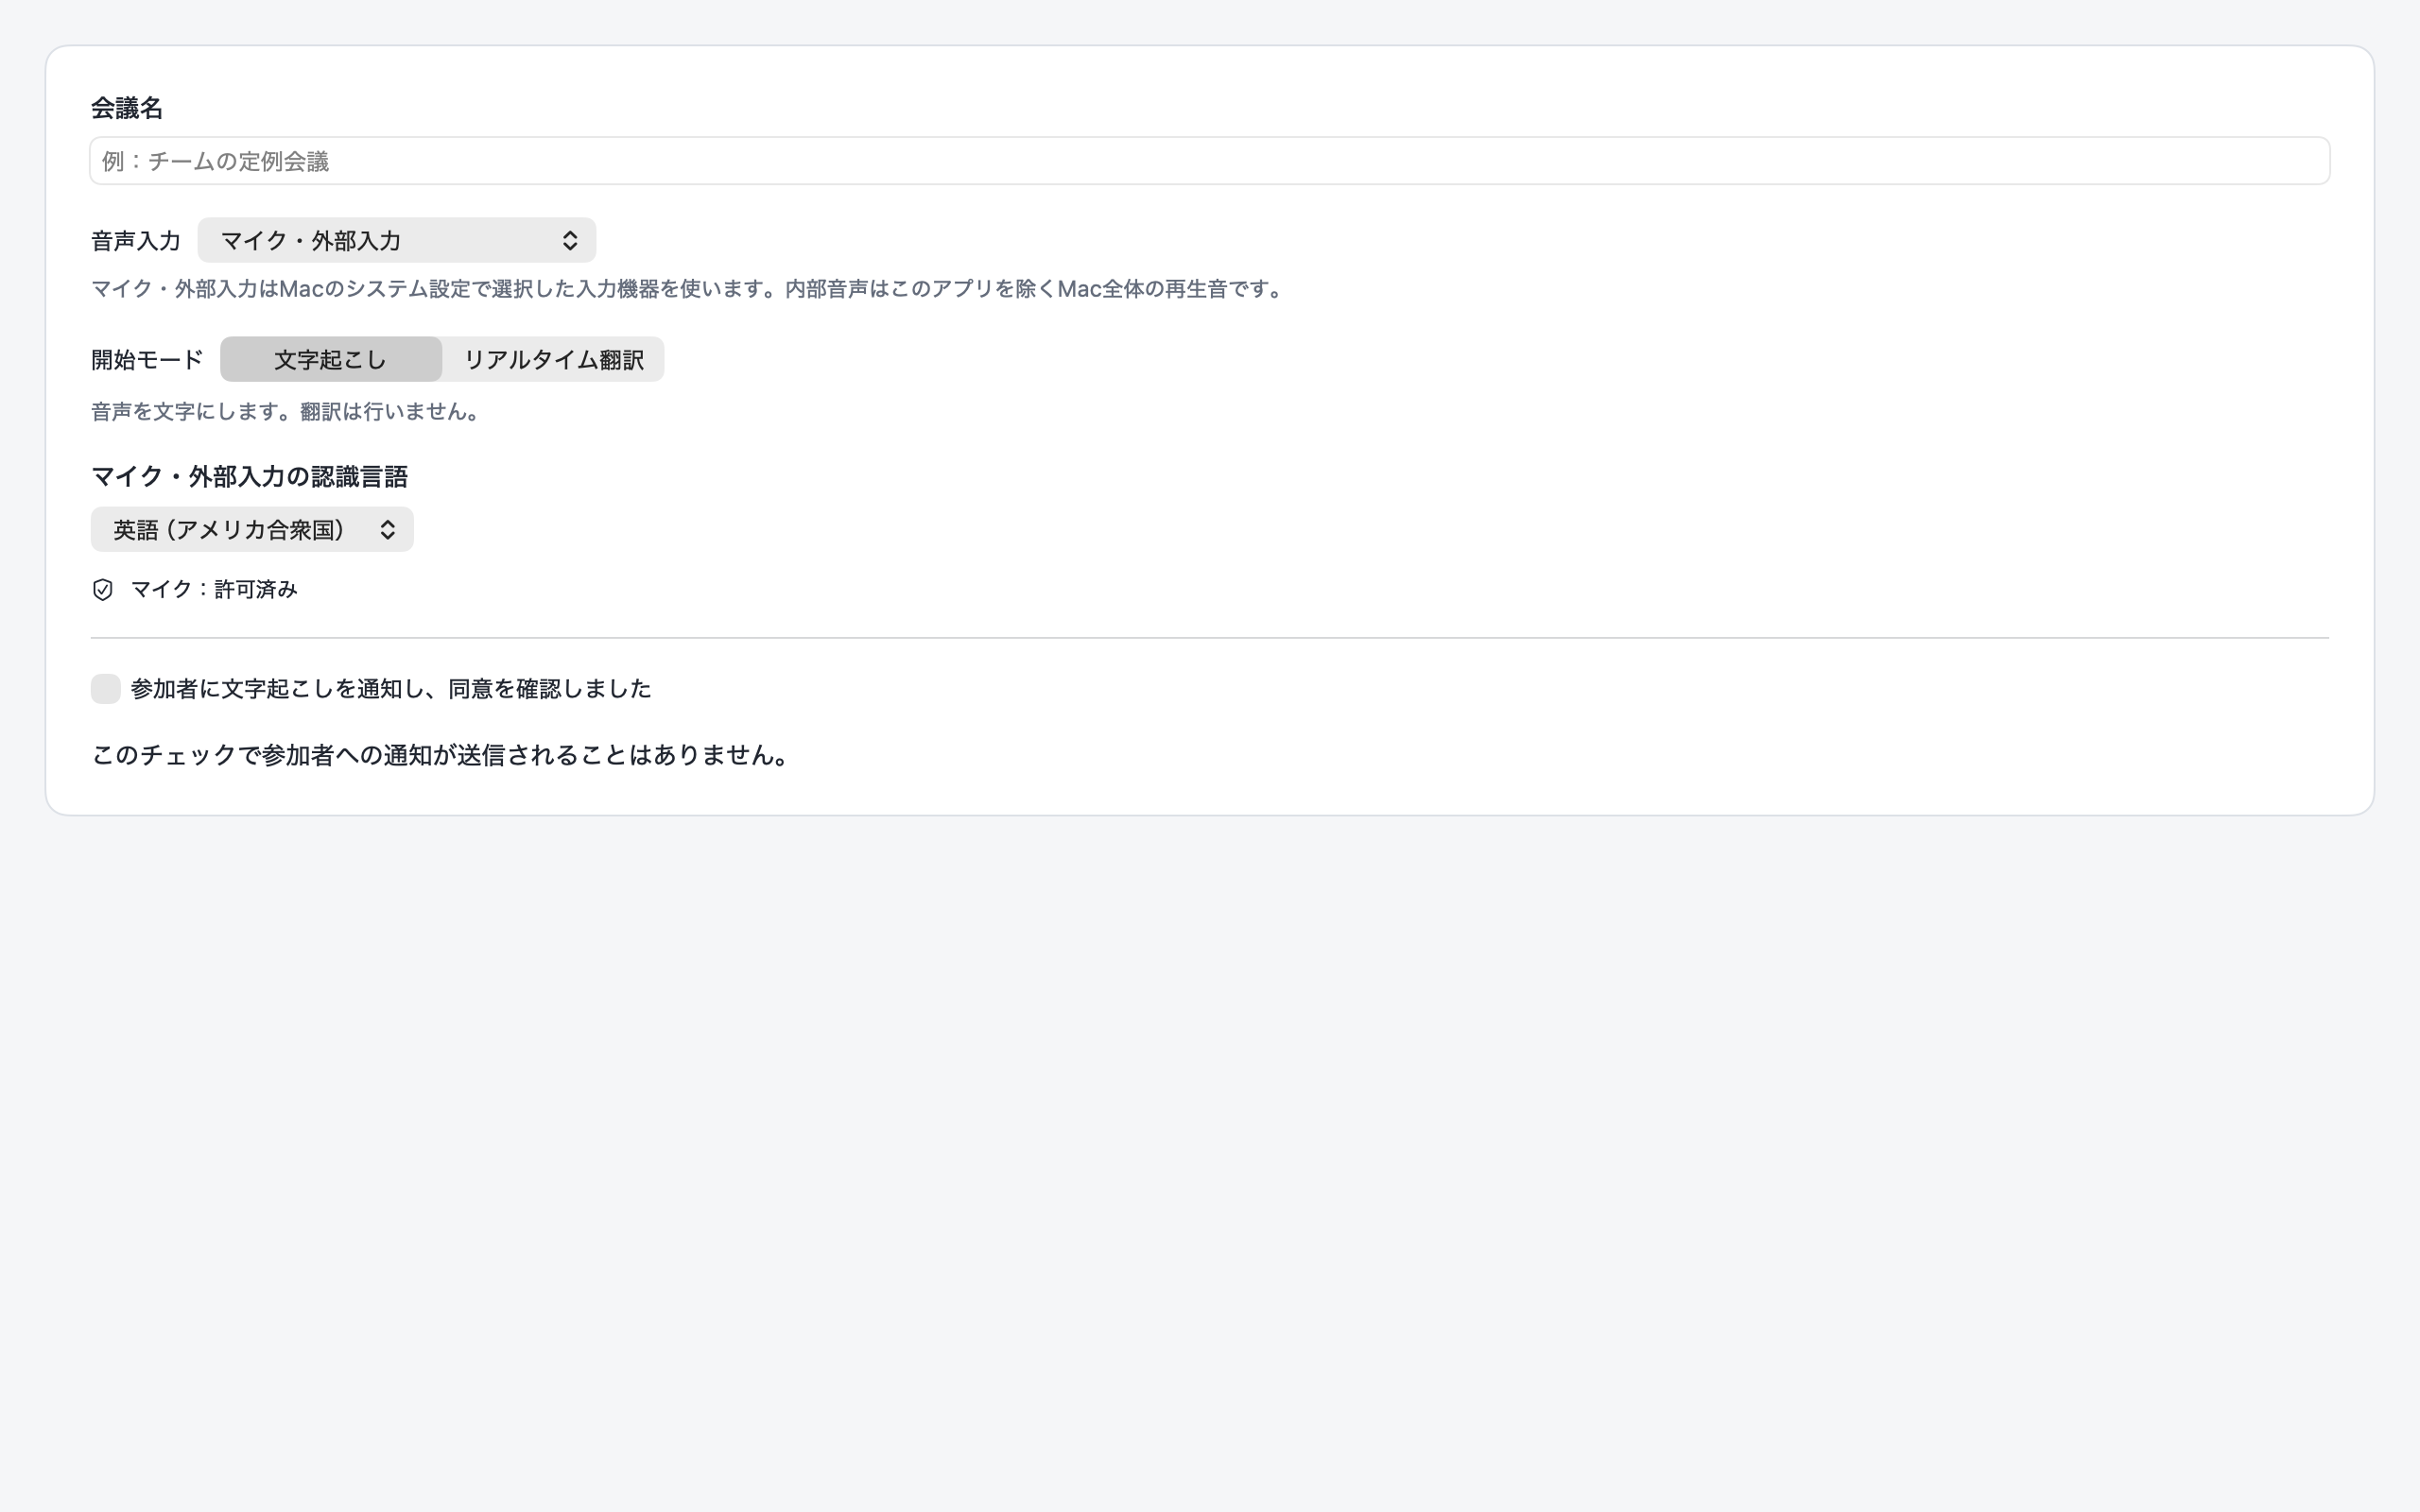 会議名
例：チームの定例会議
音声入力 マイク・外部入力
マイク・外部入力はMacのシステム設定で選択した入力機器を使います。内部音声はこのアプリを除くMac全体の再生音です。
開始モード 文字起こし リアルタイム翻訳
音声を文字にします。翻訳は行いません。
マイク・外部入力の認識言語
英語 (アメリカ合衆国)
マイク：許可済み
参加者に文字起こしを通知し、同意を確認しました
このチェックで参加者への通知が送信されることはありません。